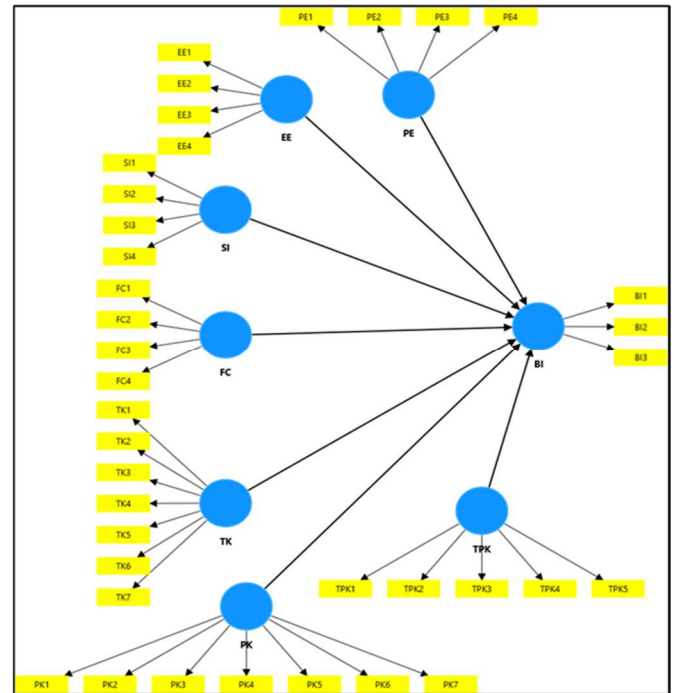 PE1 PE2 PE3 PE4
PE
EE1
EE2
EE3
EE4
EE
SI1
SI2
SI3
SI4
SI
FC1
FC2
FC3
FC4
FC
BI1
BI2
BI3
BI
TK1
TK2
TK3
TK4
TK5
TK6
TK7
TK
TPK
TPK1 TPK2 TPK3 TPK4 TPK5
PK
PK1 PK2 PK3 PK4 PK5 PK6 PK7